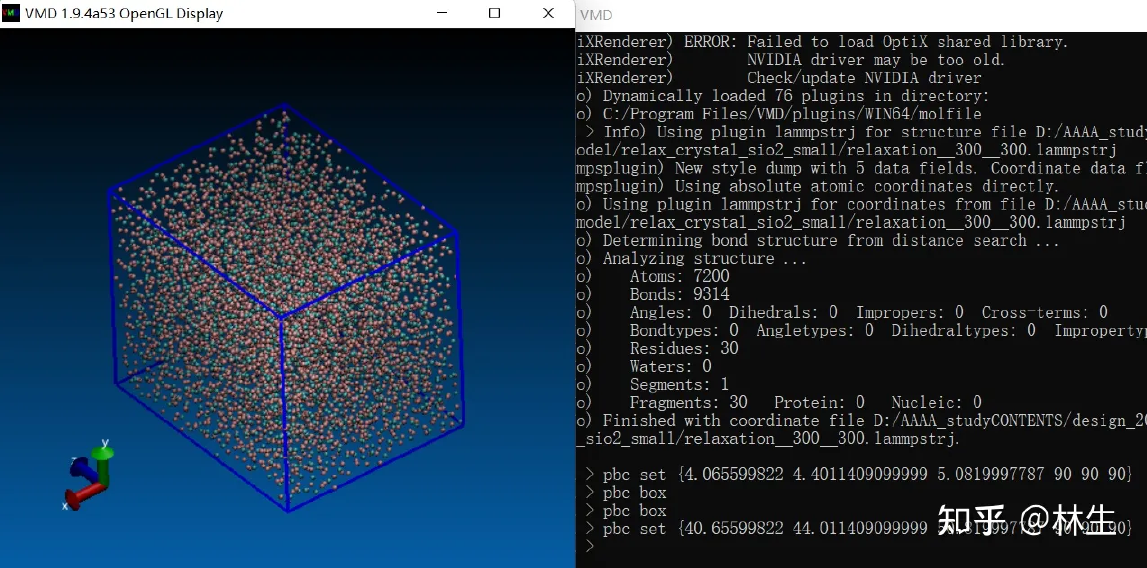 VMD 1.9.4a53 OpenGL Display
VMD
iXRenderer) ERROR: Failed to load OptiX shared library.
iXRenderer) NVIDIA driver may be too old.
iXRenderer) Check/update NVIDIA driver
o) Dynamically loaded 76 plugins in directory:
o) C:/Program Files/VMD/plugins/WIN64/molfile
> Info) Using plugin lammpstrj for structure file D:/AAAA_study
odel/relax_crystal_sio2_small/relaxation__300__300.lammpstrj
mpsplugin) New style dump with 5 data fields. Coordinate data f
mpsplugin) Using absolute atomic coordinates directly.
o) Using plugin lammpstrj for coordinates from file D:/AAAA_stu
model/relax_crystal_sio2_small/relaxation__300__300.lammpstrj
o) Determining bond structure from distance search ...
o) Analyzing structure ...
o) Atoms: 7200
o) Bonds: 9314
o) Angles: 0 Dihedrals: 0 Impropers: 0 Cross-terms: 0
o) Bondtypes: 0 Angletypes: 0 Dihedraltypes: 0 Impropertyp
o) Residues: 30
o) Waters: 0
o) Segments: 1
o) Fragments: 30 Protein: 0 Nucleic: 0
o) Finished with coordinate file D:/AAAA_studyCONTENTS/design_20
_sio2_small/relaxation__300__300.lammpstrj.
> pbc set {4.065599822 4.4011409099999 5.0819997787 90 90 90}
> pbc box
> pbc box
> pbc set {40.65599822 44.011409099999 50.819997787 90 90 90}
>
y
z
x
知乎 @林生